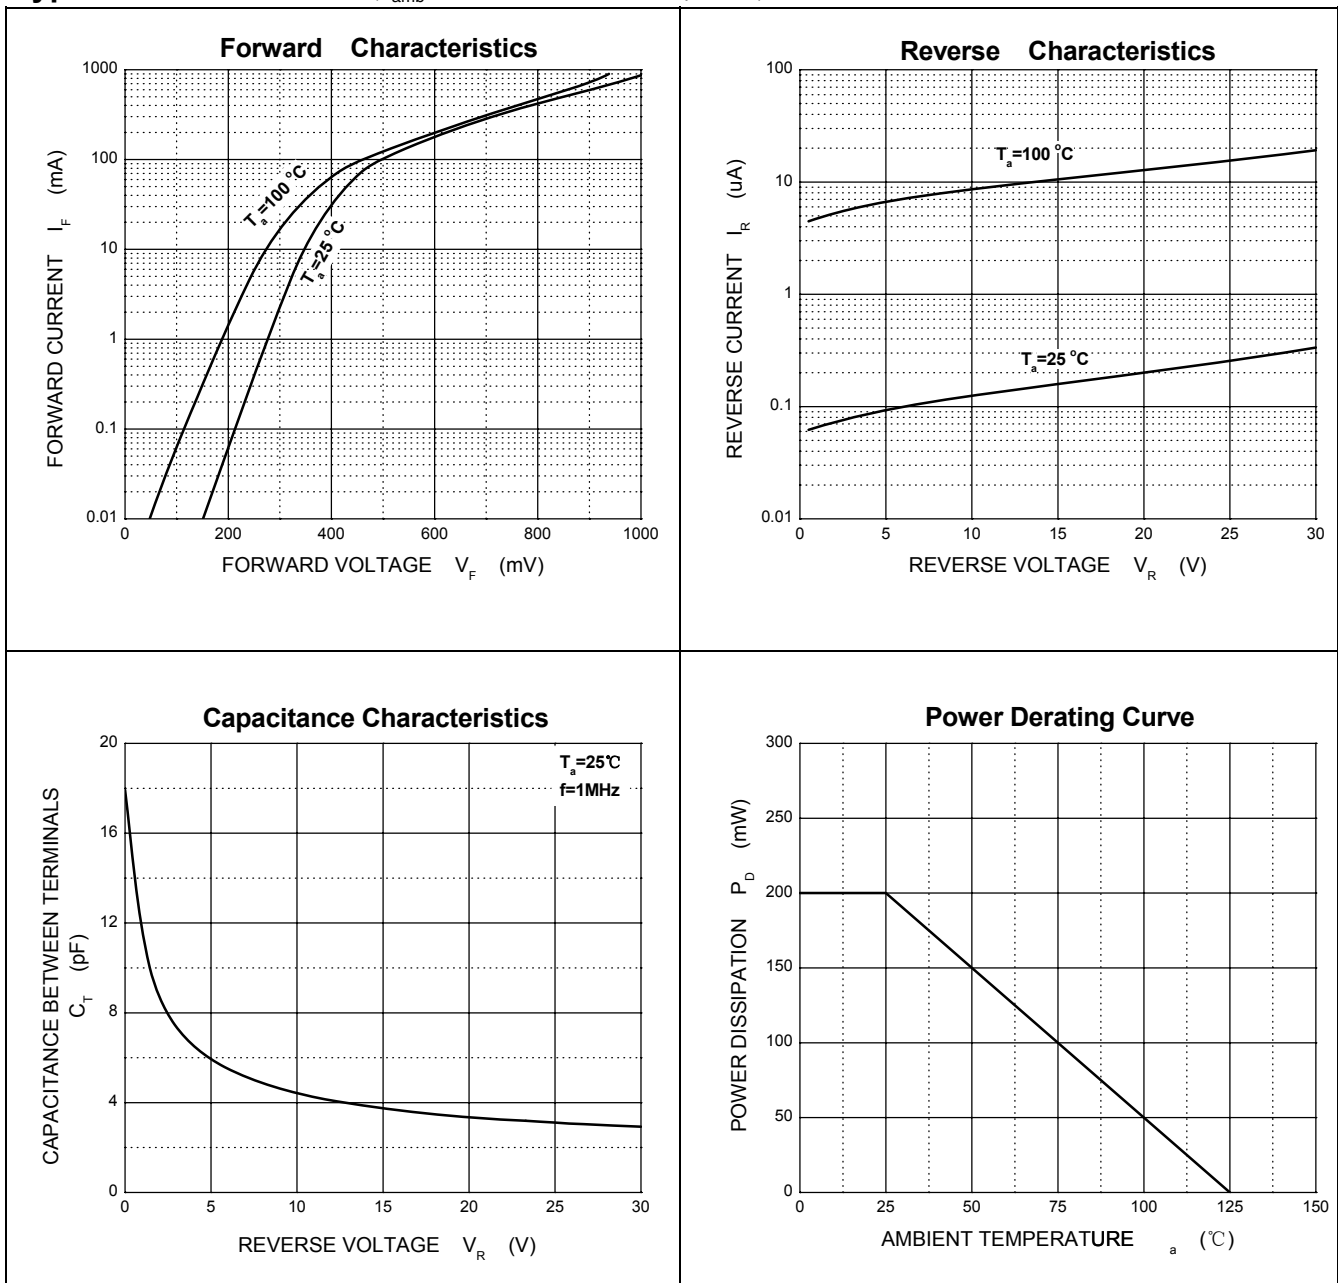 amb
Forward Characteristics
1000
100
10
1
0.1
0.01
0
200
400
600
800
1000
FORWARD CURRENT I_F (mA)
T_a=100 °C
T_a=25 °C
FORWARD VOLTAGE V_F (mV)
Reverse Characteristics
100
10
1
0.1
0.01
0
5
10
15
20
25
30
REVERSE CURRENT I_R (uA)
T_a=100 °C
T_a=25 °C
REVERSE VOLTAGE V_R (V)
Capacitance Characteristics
20
16
12
8
4
0
0
5
10
15
20
25
30
CAPACITANCE BETWEEN TERMINALS
C_T (pF)
T_a=25℃
f=1MHz
REVERSE VOLTAGE V_R (V)
Power Derating Curve
300
250
200
150
100
50
0
0
25
50
75
100
125
150
POWER DISSIPATION P_D (mW)
AMBIENT TEMPERATURE a (℃)